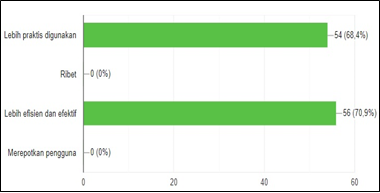 Lebih praktis digunakan 54 (68,4%)
Ribet 0 (0%)
Lebih efisien dan efektif 56 (70,9%)
Merepotkan pengguna 0 (0%)
0 20 40 60